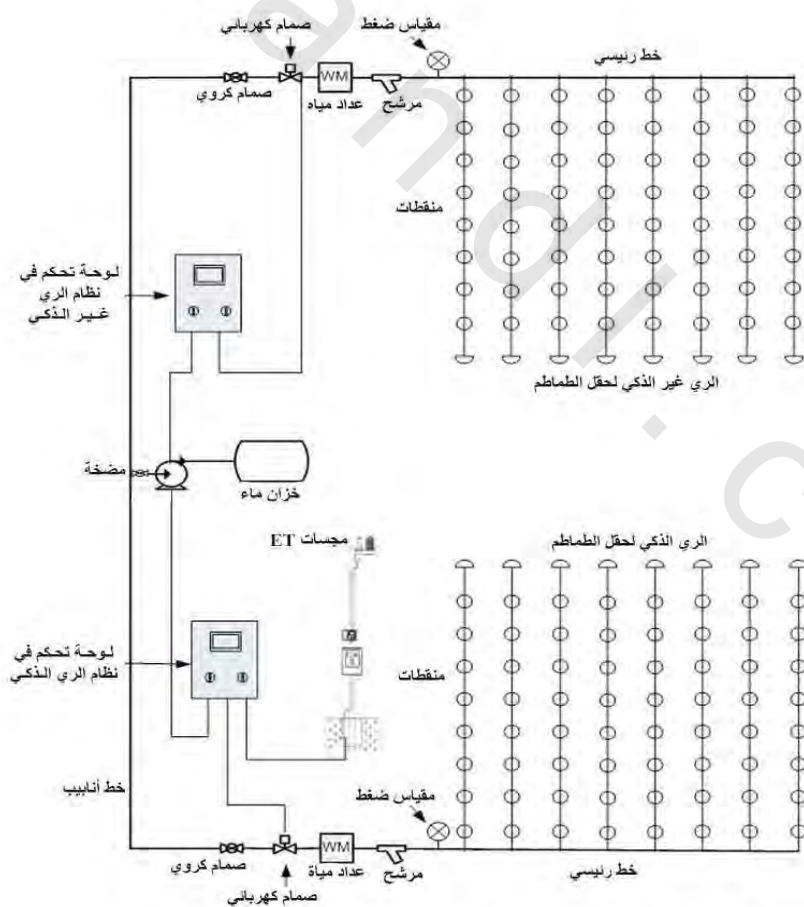 صمام كهربائي
مقياس ضغط
خط رئيسي
WM
صمام كروي
عداد مياه
مرشح
منقطات
لوحة تحكم في
نظام الري
غير الذكي
الري غير الذكي لحقل الطماطم
مضخة
خزان ماء
مجسات ET
الري الذكي لحقل الطماطم
لوحة تحكم في
نظام الري الذكي
منقطات
خط أنابيب
مقياس ضغط
WM
صمام كروي
عداد مياة
مرشح
خط رئيسي
صمام كهربائي
a
n
d
i
.
c